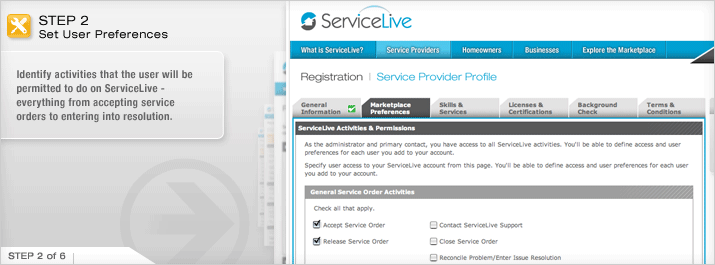 STEP 2
Set User Preferences
Identify activities that the user will be
permitted to do on ServiceLive -
everything from accepting service
orders to entering into resolution.
STEP 2 of 6
ServiceLive
What is ServiceLive?
Service Providers
Homeowners
Businesses
Explore the Marketplace
Registration | Service Provider Profile
General
Information
Marketplace
Preferences
Skills &
Services
Licenses &
Certifications
Background
Check
Terms &
Conditions
ServiceLive Activities & Permissions
As the administrator and primary contact, you have access to all ServiceLive activities. You'll be able to define access and user
preferences for each user you add to your account.
Specify user access to your ServiceLive account from this page. You'll be able to define access and user preferences for each user
you add to your account.
General Service Order Activities
Check all that apply.
Accept Service Order
Contact ServiceLive Support
Release Service Order
Close Service Order
Reconcile Problem/Enter Issue Resolution